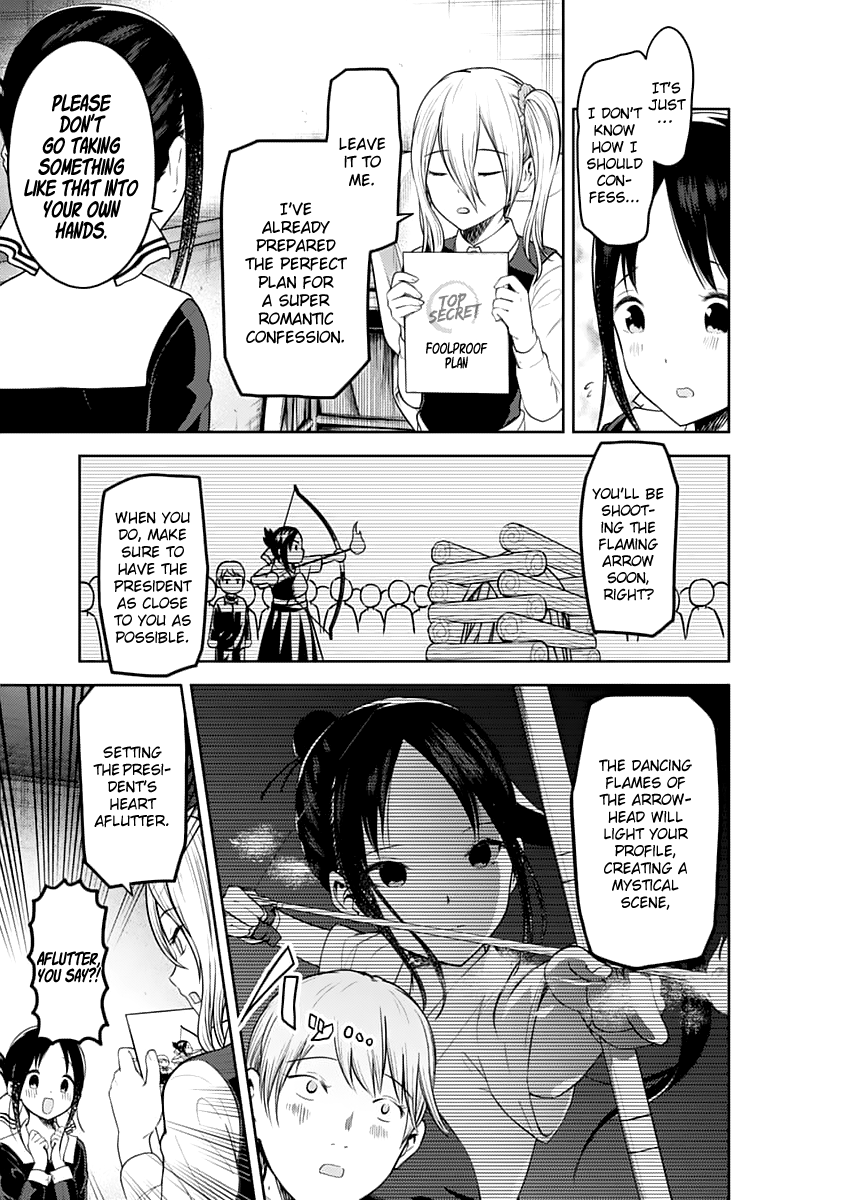 IT'S
JUST
...
I DON'T
KNOW
HOW I
SHOULD
CON-
FESS...
LEAVE
IT TO
ME.
I'VE
ALREADY
PREPARED
THE PERFECT
PLAN FOR
A SUPER
ROMANTIC
CONFESSION.
TOP
SECRET
FOOLPROOF
PLAN
PLEASE
DON'T
GO TAKING
SOMETHING
LIKE THAT INTO
YOUR OWN
HANDS.
YOU'LL BE
SHOOT-
ING THE
FLAMING
ARROW
SOON,
RIGHT?
WHEN YOU
DO, MAKE
SURE TO
HAVE THE
PRESIDENT
AS CLOSE
TO YOU AS
POSSIBLE.
THE DANCING
FLAMES OF
THE ARROW-
HEAD WILL
LIGHT YOUR
PROFILE,
CREATING A
MYSTICAL
SCENE,
SETTING
THE PRESI-
DENT'S
HEART
AFLUTTER.
AFLUTTER,
YOU SAY?!